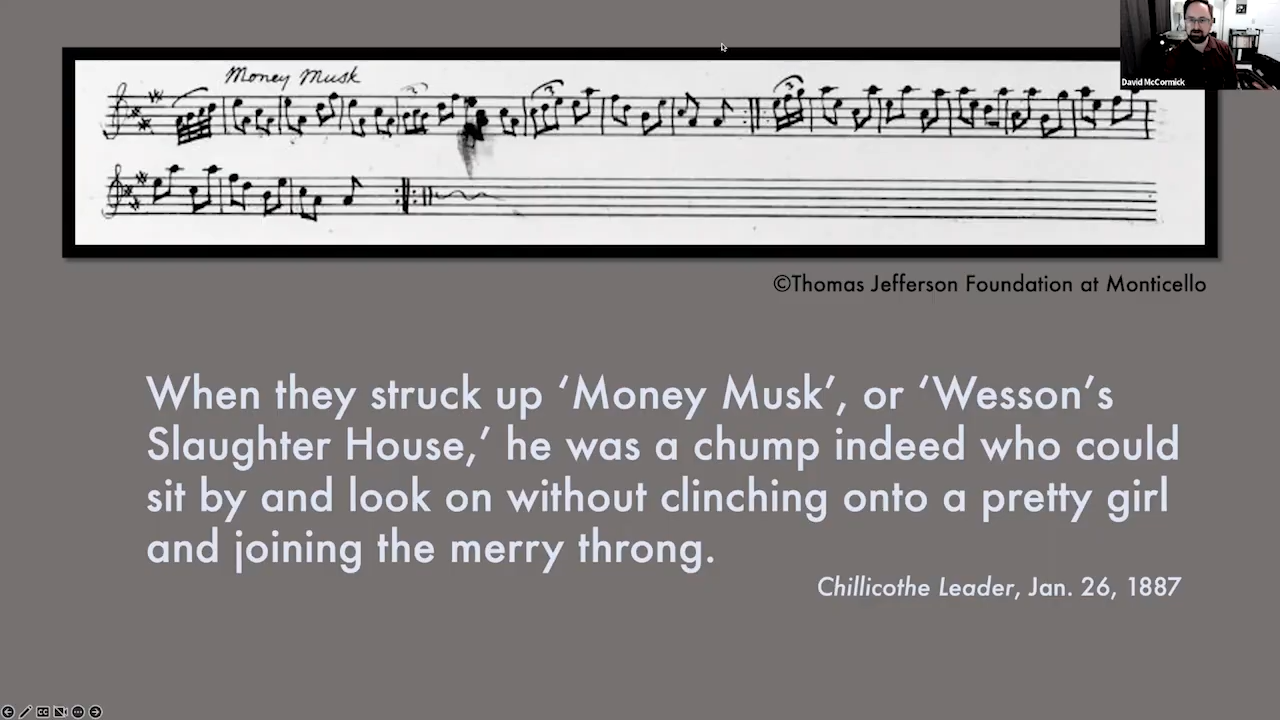 David McCormick
Money Musk
©Thomas Jefferson Foundation at Monticello
When they struck up ‘Money Musk’, or ‘Wesson’s
Slaughter House,’ he was a chump indeed who could
sit by and look on without clinching onto a pretty girl
and joining the merry throng.
Chillicothe Leader, Jan. 26, 1887